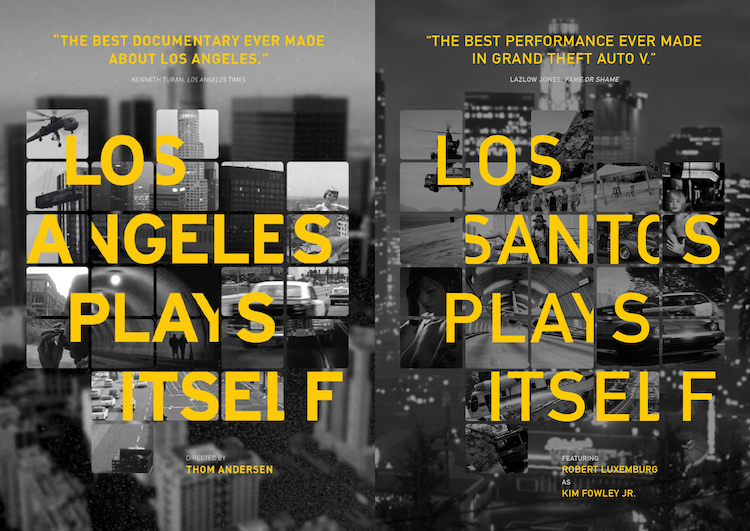 "THE BEST DOCUMENTARY EVER MADE
ABOUT LOS ANGELES."
KENNETH TURAN, LOS ANGELES TIMES
LOS
ANGELES
PLAYS
ITSELF
DIRECTED BY
THOM ANDERSEN
"THE BEST PERFORMANCE EVER MADE
IN GRAND THEFT AUTO V."
LAZLOW JONES, FAME OR SHAME
LOS
SANTOS
PLAYS
ITSELF
FEATURING
ROBERT LUXEMBURG
AS
KIM FOWLEY JR.